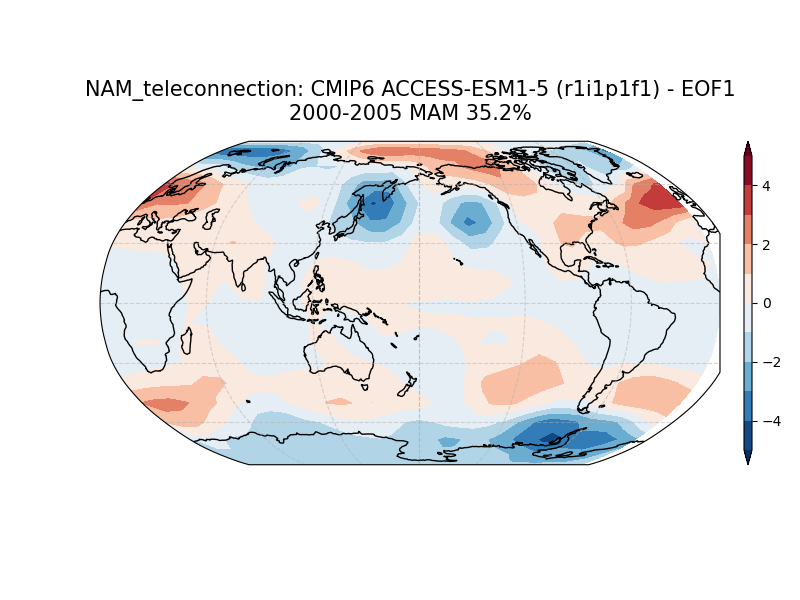 NAM_teleconnection: CMIP6 ACCESS-ESM1-5 (r1i1p1f1) - EOF1
2000-2005 MAM 35.2%
4
2
0
−2
−4